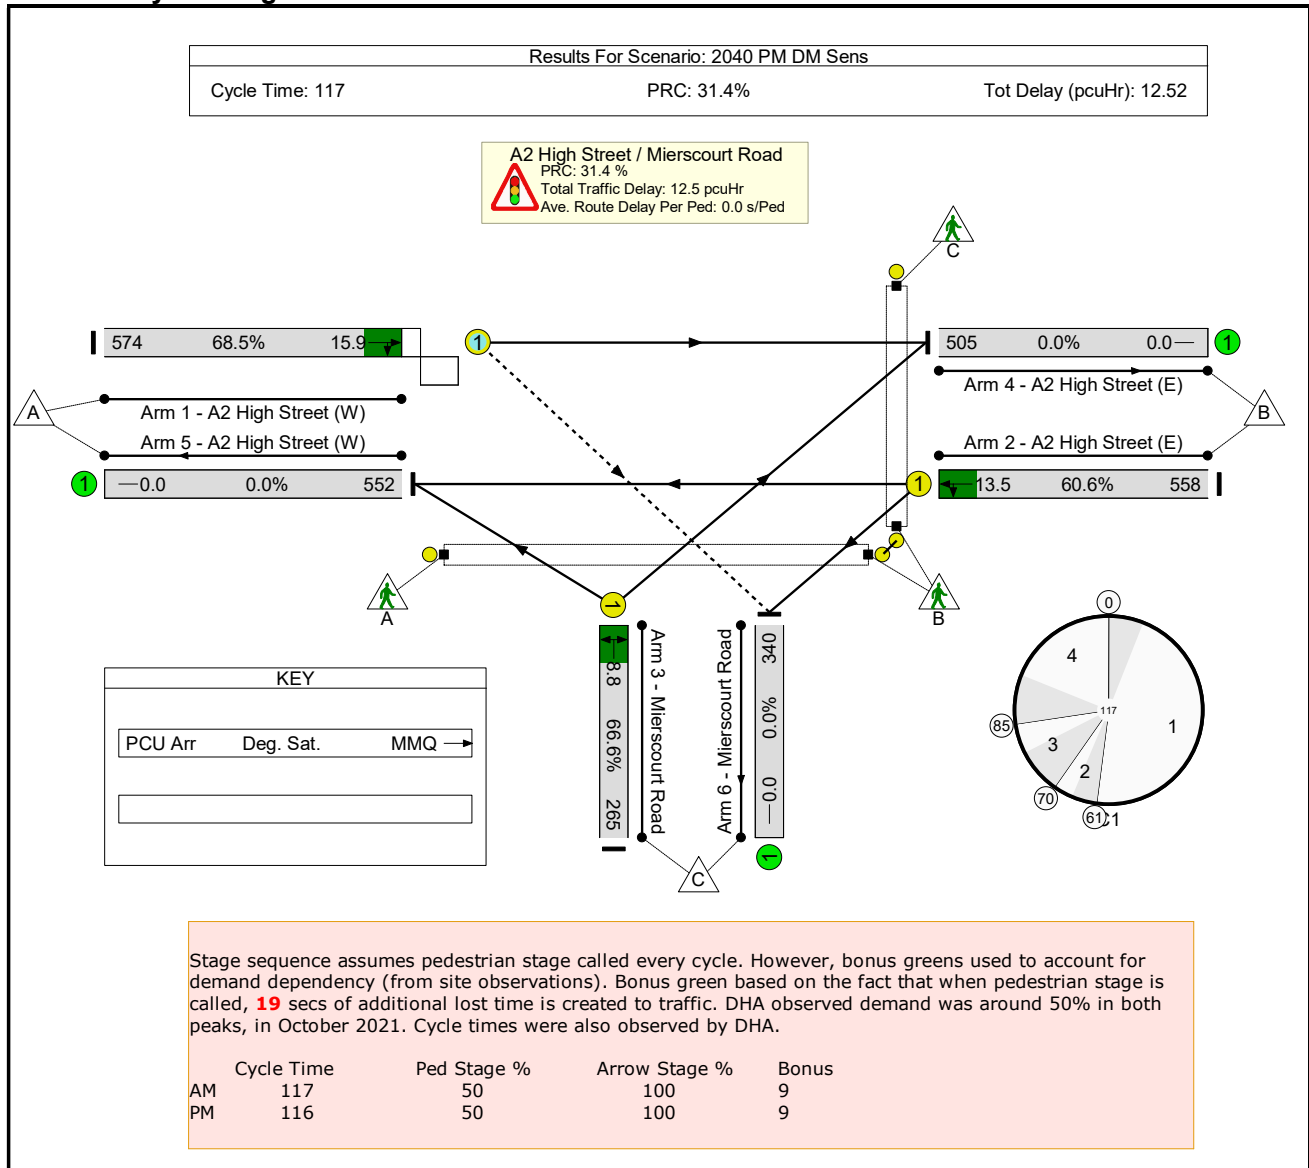 Results For Scenario: 2040 PM DM Sens
Cycle Time: 117 PRC: 31.4% Tot Delay (pcuHr): 12.52
A2 High Street / Mierscourt Road
PRC: 31.4 %
Total Traffic Delay: 12.5 pcuHr
Ave. Route Delay Per Ped: 0.0 s/Ped
C
574 68.5% 15.9
1
505 0.0% 0.0
1
Arm 4 - A2 High Street (E)
A
Arm 1 - A2 High Street (W)
B
Arm 5 - A2 High Street (W)
Arm 2 - A2 High Street (E)
1
0.0 0.0% 552
1
13.5 60.6% 558
A
B
1
8.8 66.6% 265
Arm 3 - Mierscourt Road
Arm 6 - Mierscourt Road
0.0 0.0% 340
1
C
0
4
117
1
85
3
2
70
61
C1
KEY
PCU Arr Deg. Sat. MMQ
Stage sequence assumes pedestrian stage called every cycle. However, bonus greens used to account for
demand dependency (from site observations). Bonus green based on the fact that when pedestrian stage is
called, 19 secs of additional lost time is created to traffic. DHA observed demand was around 50% in both
peaks, in October 2021. Cycle times were also observed by DHA.
Cycle Time Ped Stage % Arrow Stage % Bonus
AM 117 50 100 9
PM 116 50 100 9